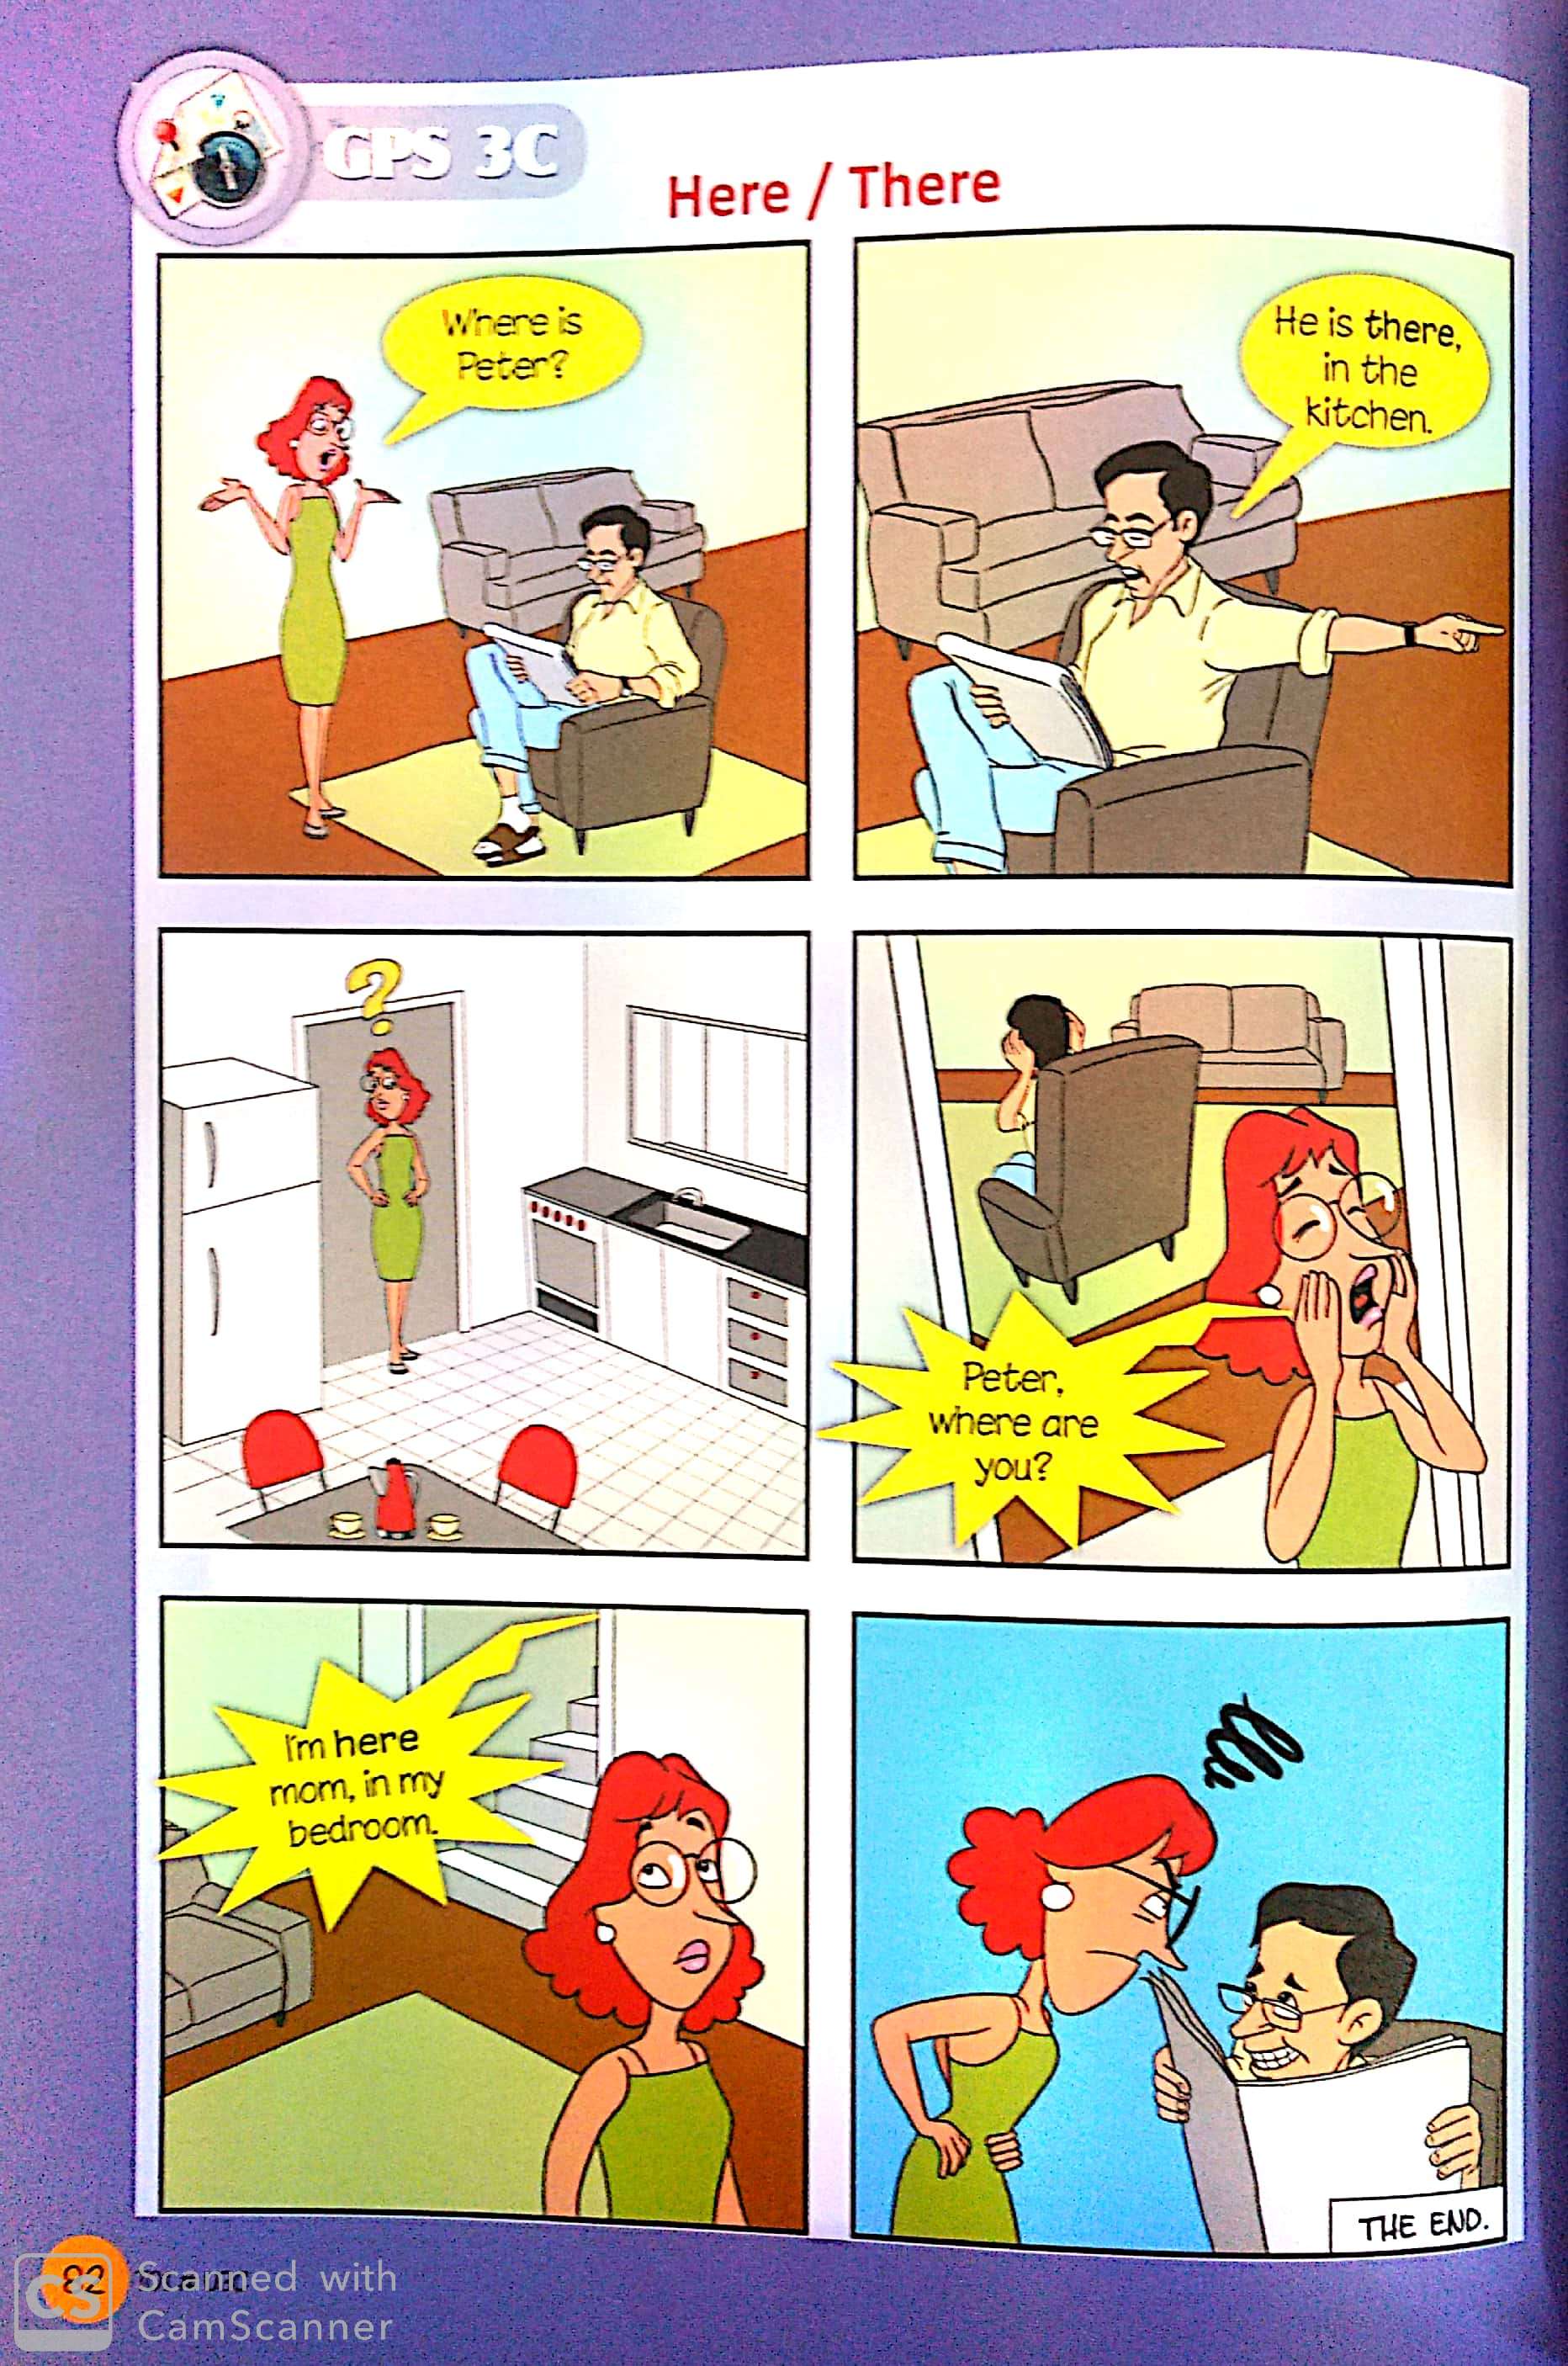 GPS 3C
Here / There
Where is
Peter?
He is there,
in the
kitchen.
?
Peter,
where are
you?
I'm here
mom, in my
bedroom.
THE END.
82
CS
Scanned with
CamScanner